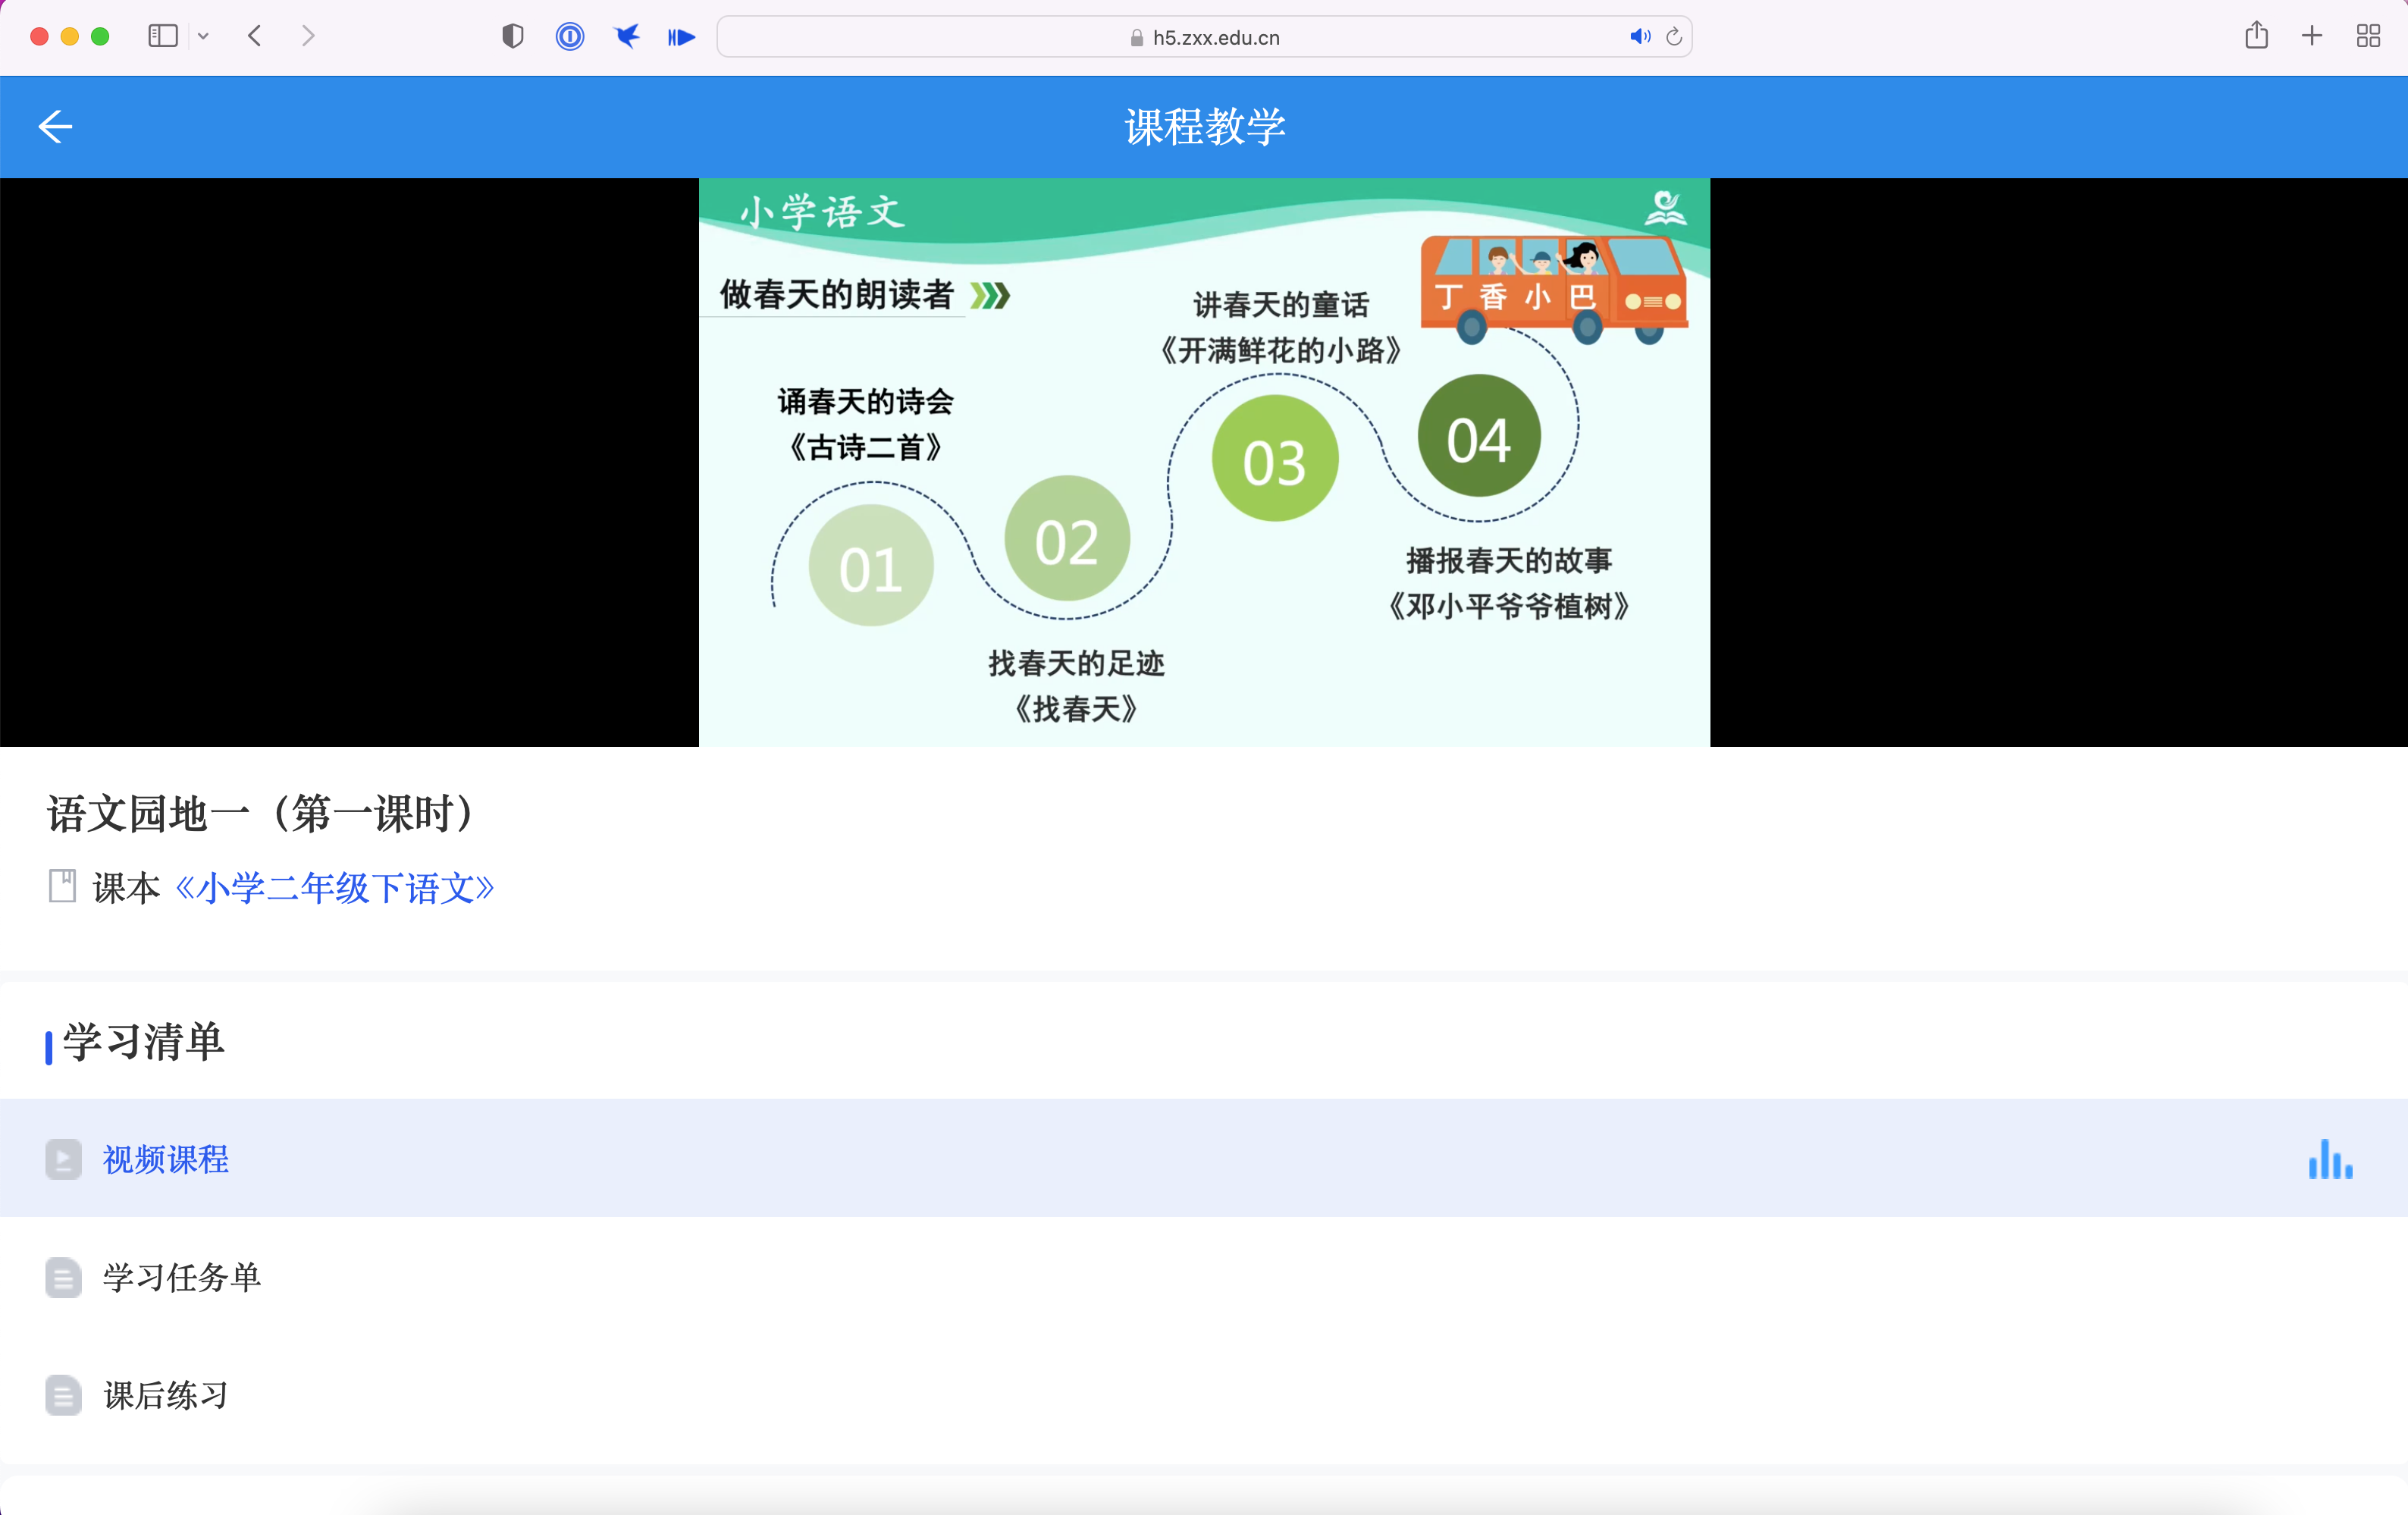 h5.zxx.edu.cn
课程教学
小学语文
丁香小巴
做春天的朗读者
诵春天的诗会
《古诗二首》
01
找春天的足迹
《找春天》
02
讲春天的童话
《开满鲜花的小路》
03
播报春天的故事
《邓小平爷爷植树》
04
语文园地一（第一课时）
课本《小学二年级下语文》
学习清单
视频课程
学习任务单
课后练习